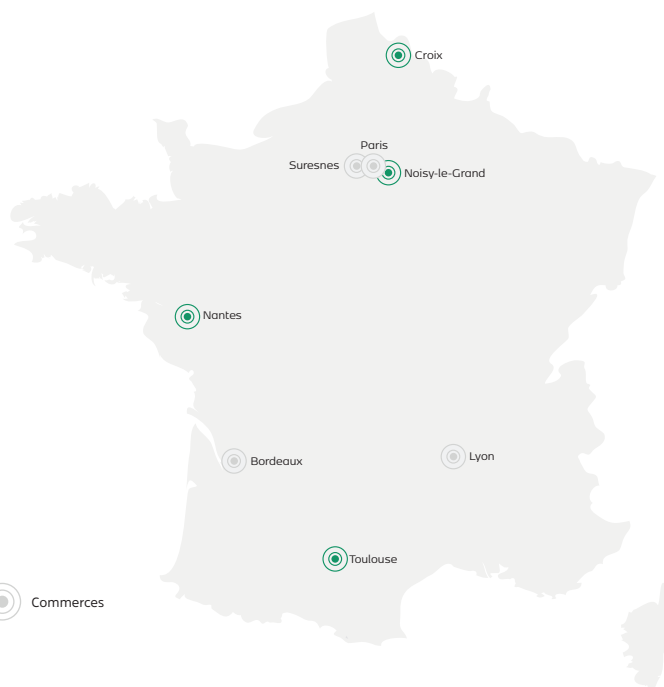 Croix
Paris
Suresnes
Noisy-le-Grand
Nantes
Bordeaux
Lyon
Toulouse
Commerces